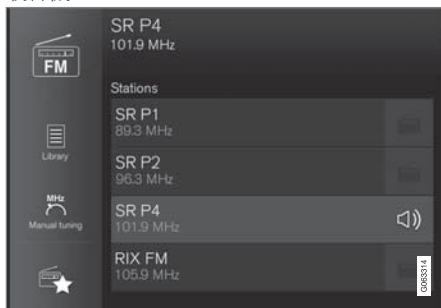 SR P4
101.9 MHz
FM
Stations
SR P1
89.3 MHz
Library
SR P2
96.3 MHz
MHz
Manual tuning
SR P4
101.9 MHz
RIX FM
105.9 MHz
G063314